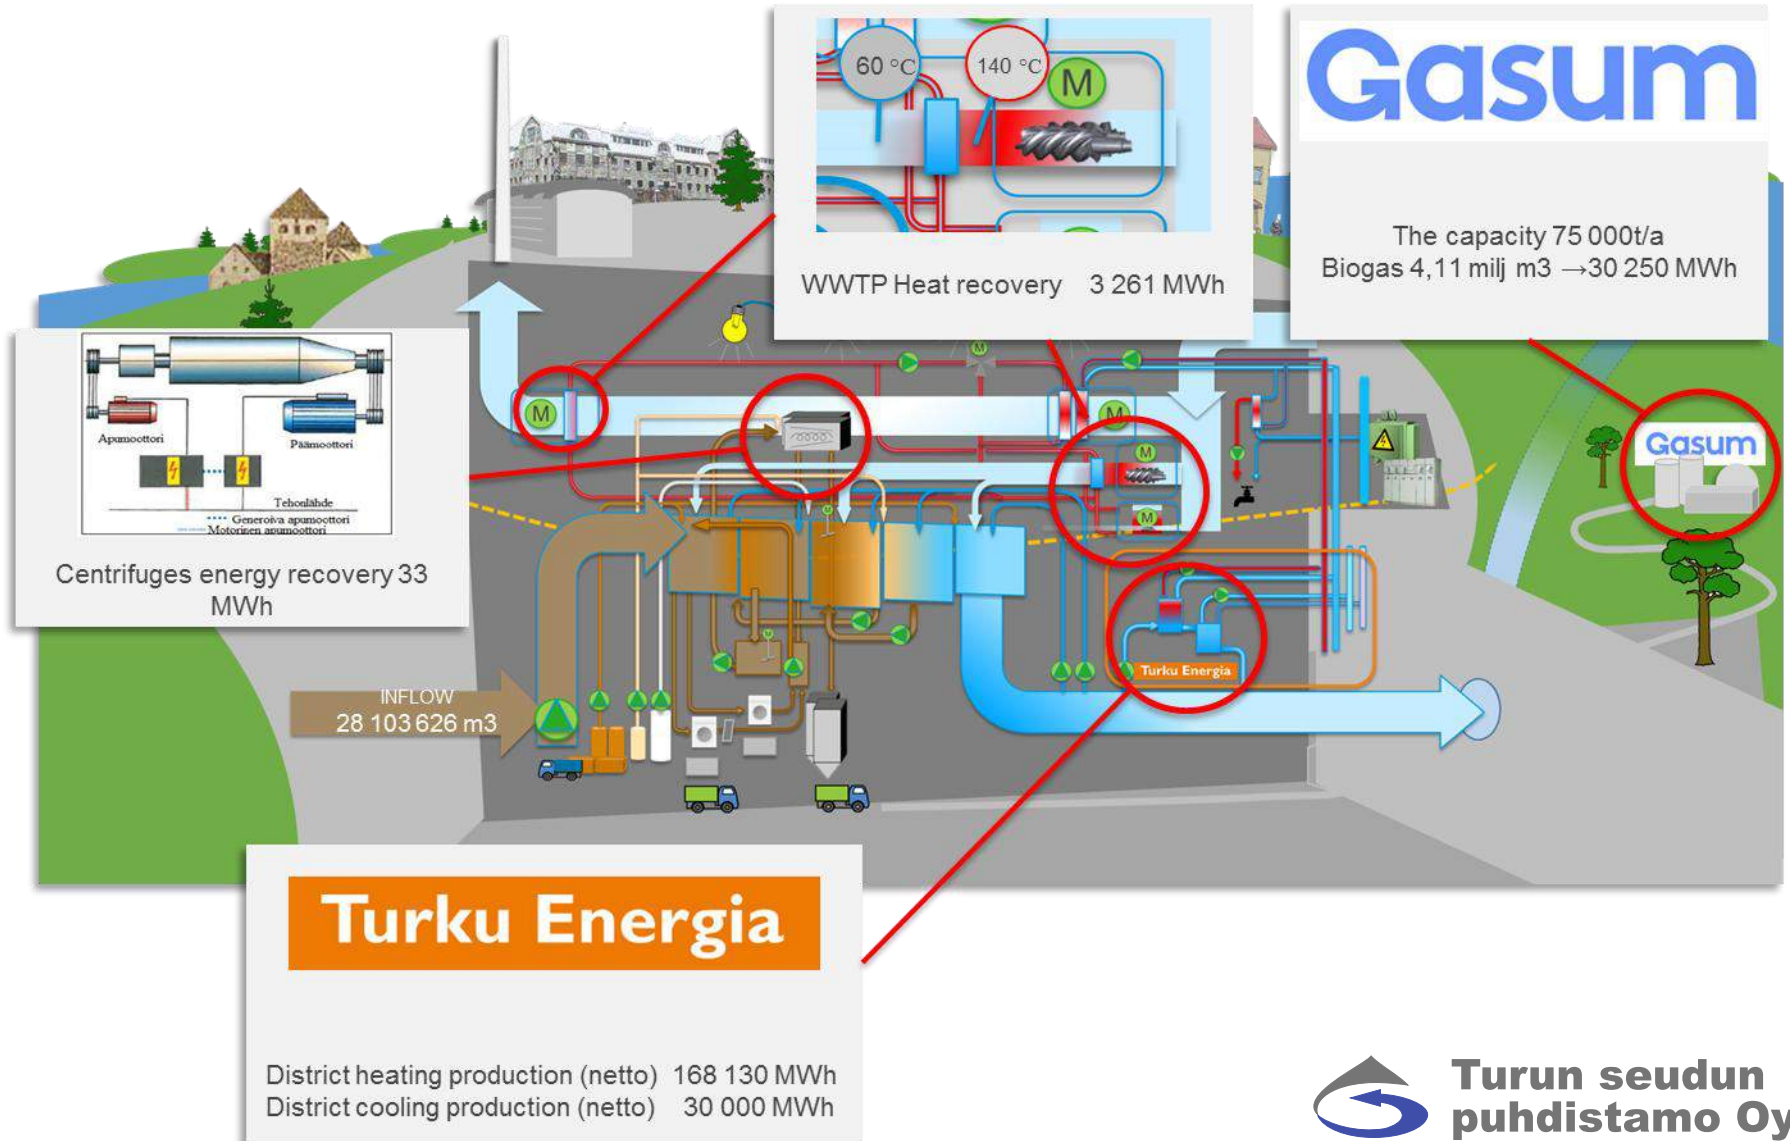 60 °C
140 °C
M
WWTP Heat recovery 3 261 MWh
Gasum
The capacity 75 000t/a
Biogas 4,11 milj m3 →30 250 MWh
Apumoottori
Päämoottori
Tehonlähde
Generoiva apumoottori
Motorinen apumoottori
Centrifuges energy recovery 33
MWh
M
M
M
M
M
M
M
Gasum
Turku Energia
INFLOW
28 103 626 m3
Turku Energia
District heating production (netto) 168 130 MWh
District cooling production (netto) 30 000 MWh
Turun seudun
puhdistamo Oy